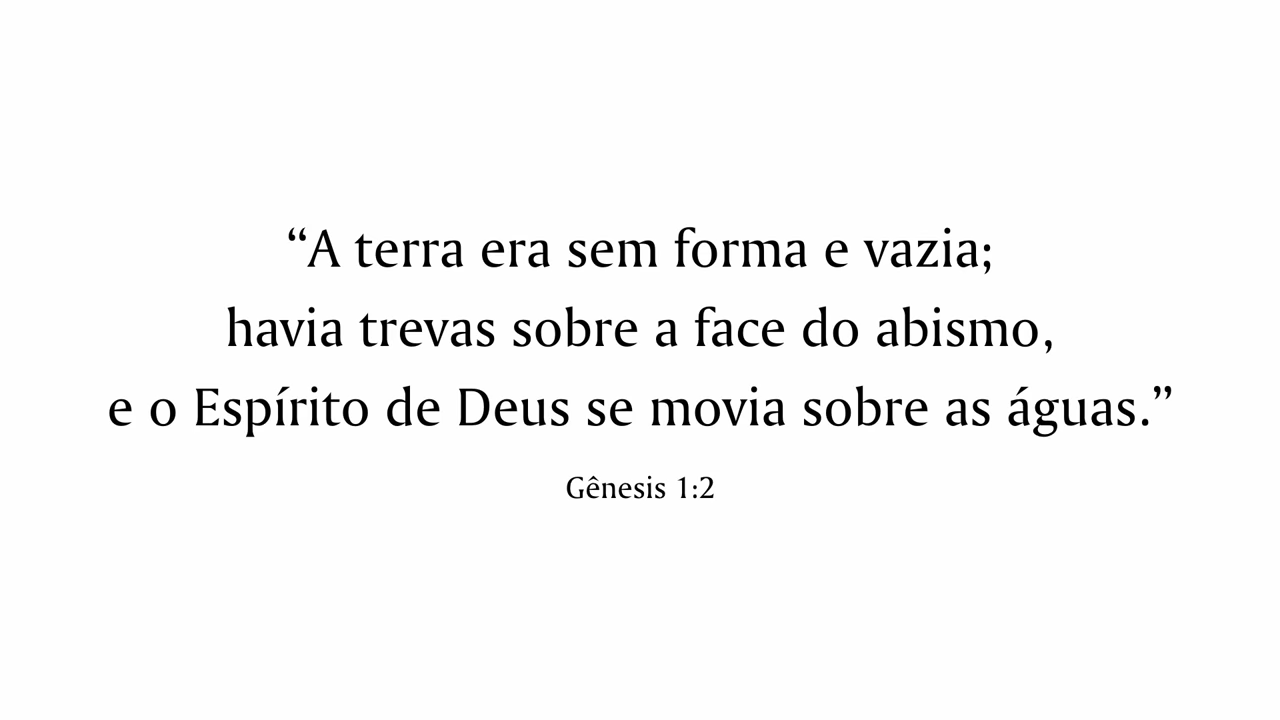 “A terra era sem forma e vazia;
havia trevas sobre a face do abismo,
e o Espírito de Deus se movia sobre as águas.”
Gênesis 1:2